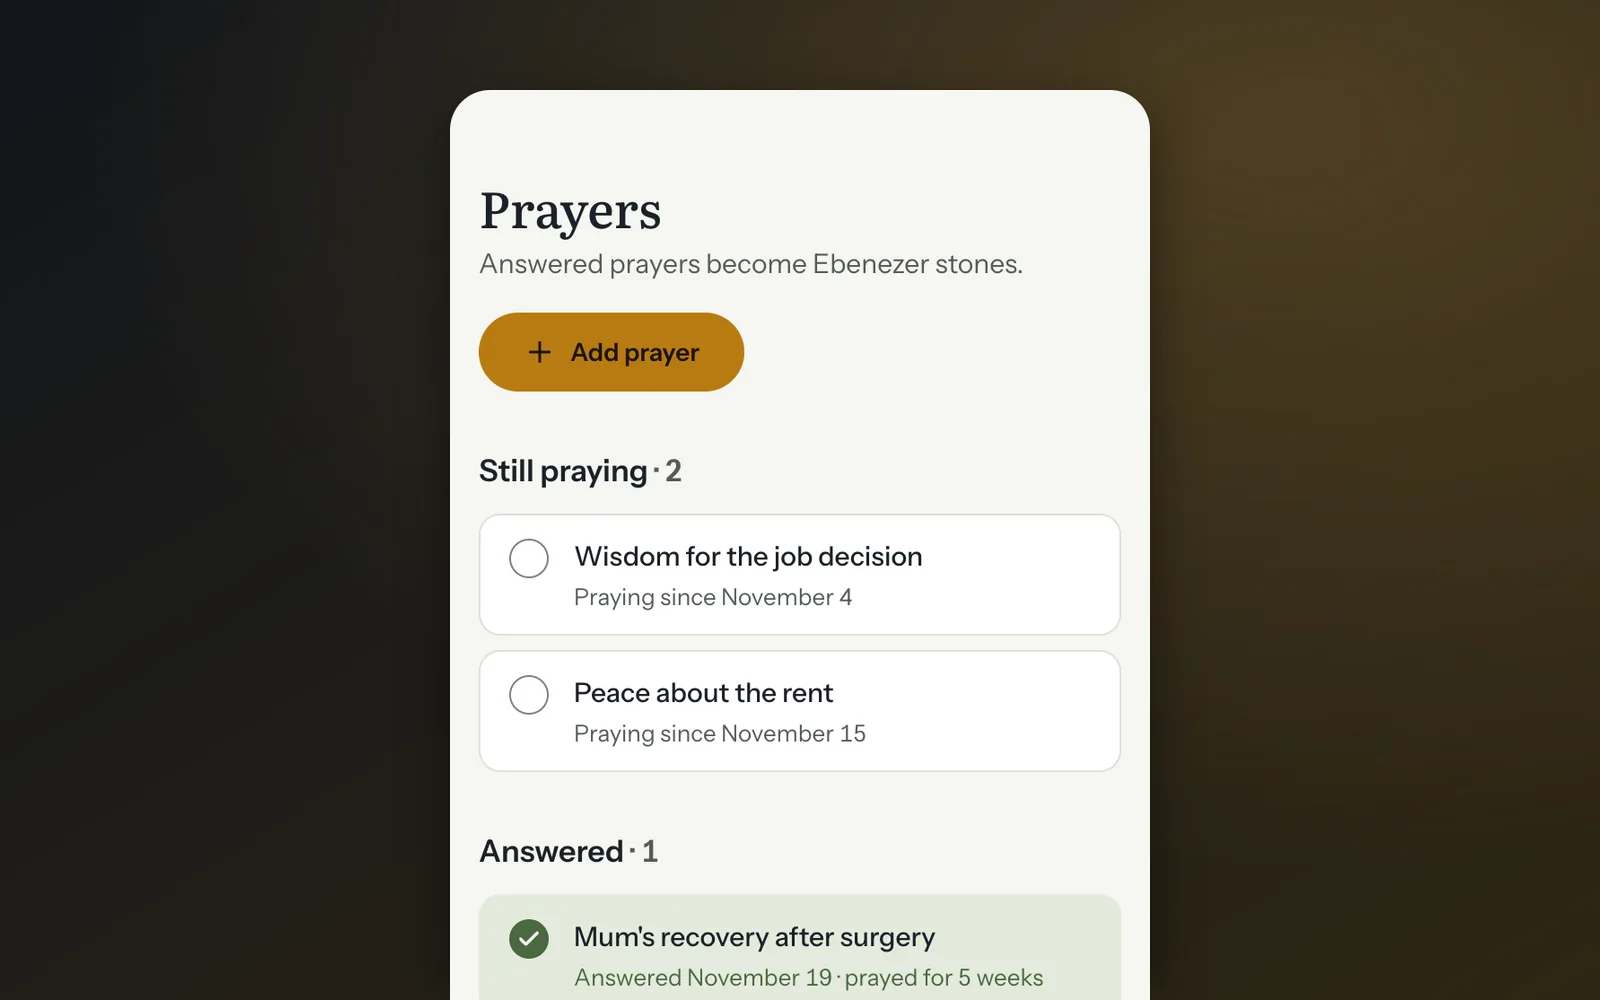 Prayers
Answered prayers become Ebenezer stones.
+ Add prayer
Still praying · 2
Wisdom for the job decision
Praying since November 4
Peace about the rent
Praying since November 15
Answered · 1
Mum's recovery after surgery
Answered November 19 · prayed for 5 weeks